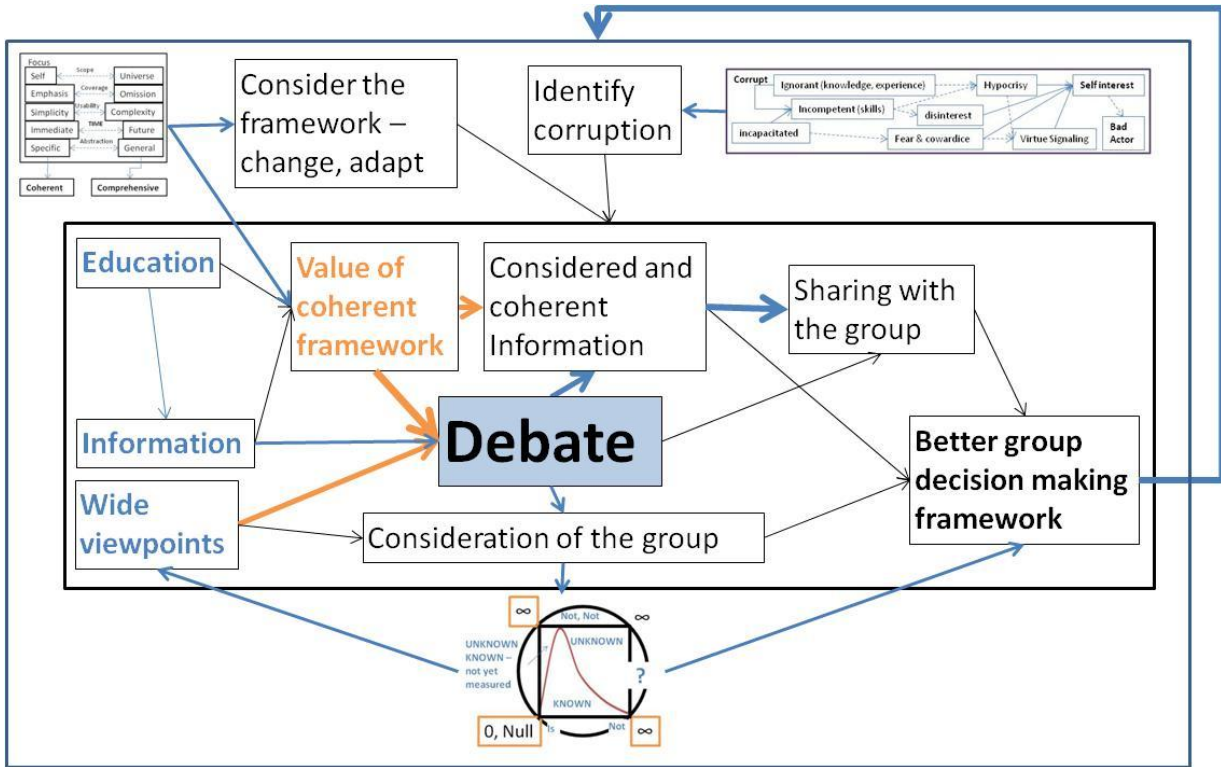 Focus
Self
Scope
Universe
Emphasis
Coverage
Omission
Simplicity
Usability
Complexity
Immediate
TIME
Future
Specific
Abstraction
General
Coherent
Comprehensive
Consider the
framework –
change, adapt
Identify
corruption
Corrupt
Ignorant (knowledge, experience)
Hypocrisy
Self interest
Incompetent (skills)
disinterest
incapacitated
Fear & cowardice
Virtue Signaling
Bad
Actor
Education
Value of
coherent
framework
Considered and
coherent
Information
Sharing with
the group
Information
Debate
Better group
decision making
framework
Wide
viewpoints
Consideration of the group
∞
Not, Not
∞
UNKNOWN
KNOWN –
not yet
measured
UNKNOWN
?
KNOWN
0, Null
Is
Not
∞